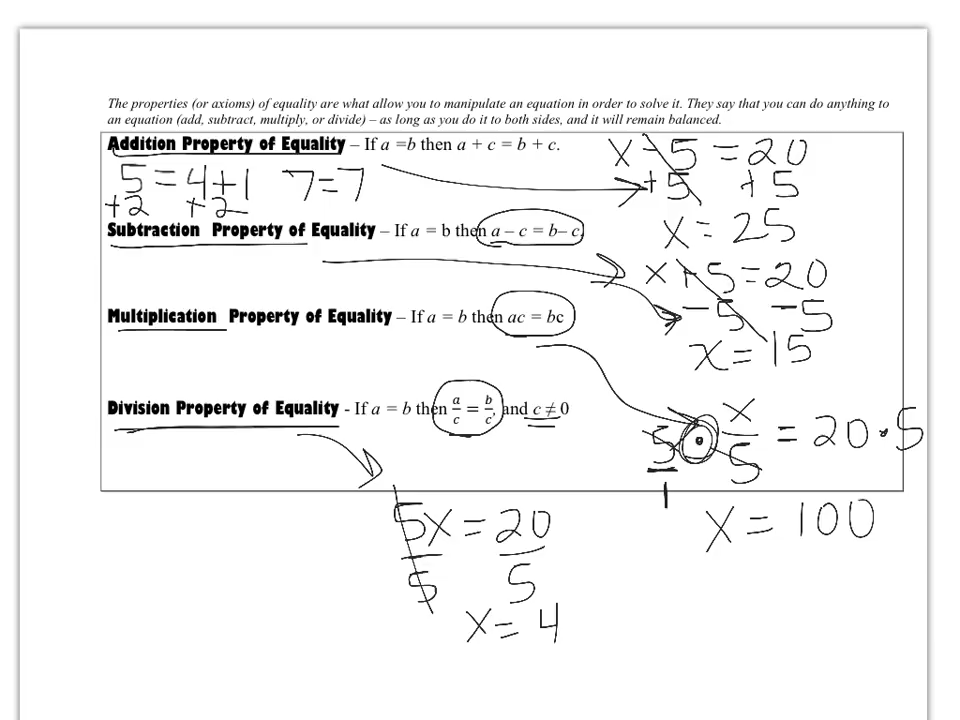 The properties (or axioms) of equality are what allow you to manipulate an equation in order to solve it. They say that you can do anything to
an equation (add, subtract, multiply, or divide) – as long as you do it to both sides, and it will remain balanced.
Addition Property of Equality – If a =b then a + c = b + c.
5 = 4+1 7=7
+2 +2
x - 5 = 20
+5 +5
x = 25
Subtraction Property of Equality – If a = b then a – c = b– c.
x + 5 = 20
-5 -5
x = 15
Multiplication Property of Equality – If a = b then ac = bc
5 • x/5 = 20 • 5
1
x = 100
Division Property of Equality - If a = b then a/c = b/c, and c ≠ 0
5x = 20
5 5
x = 4